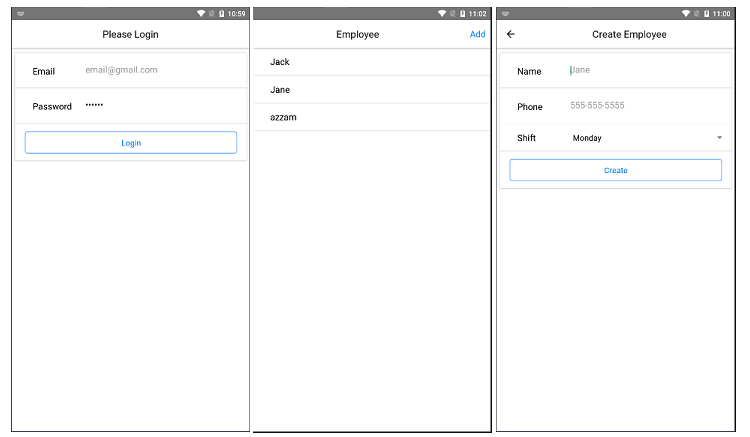 10:59
Please Login
Email email@gmail.com
Password ••••••
Login
11:02
Employee Add
Jack
Jane
azzam
11:00
Create Employee
Name Jane
Phone 555-555-5555
Shift Monday
Create